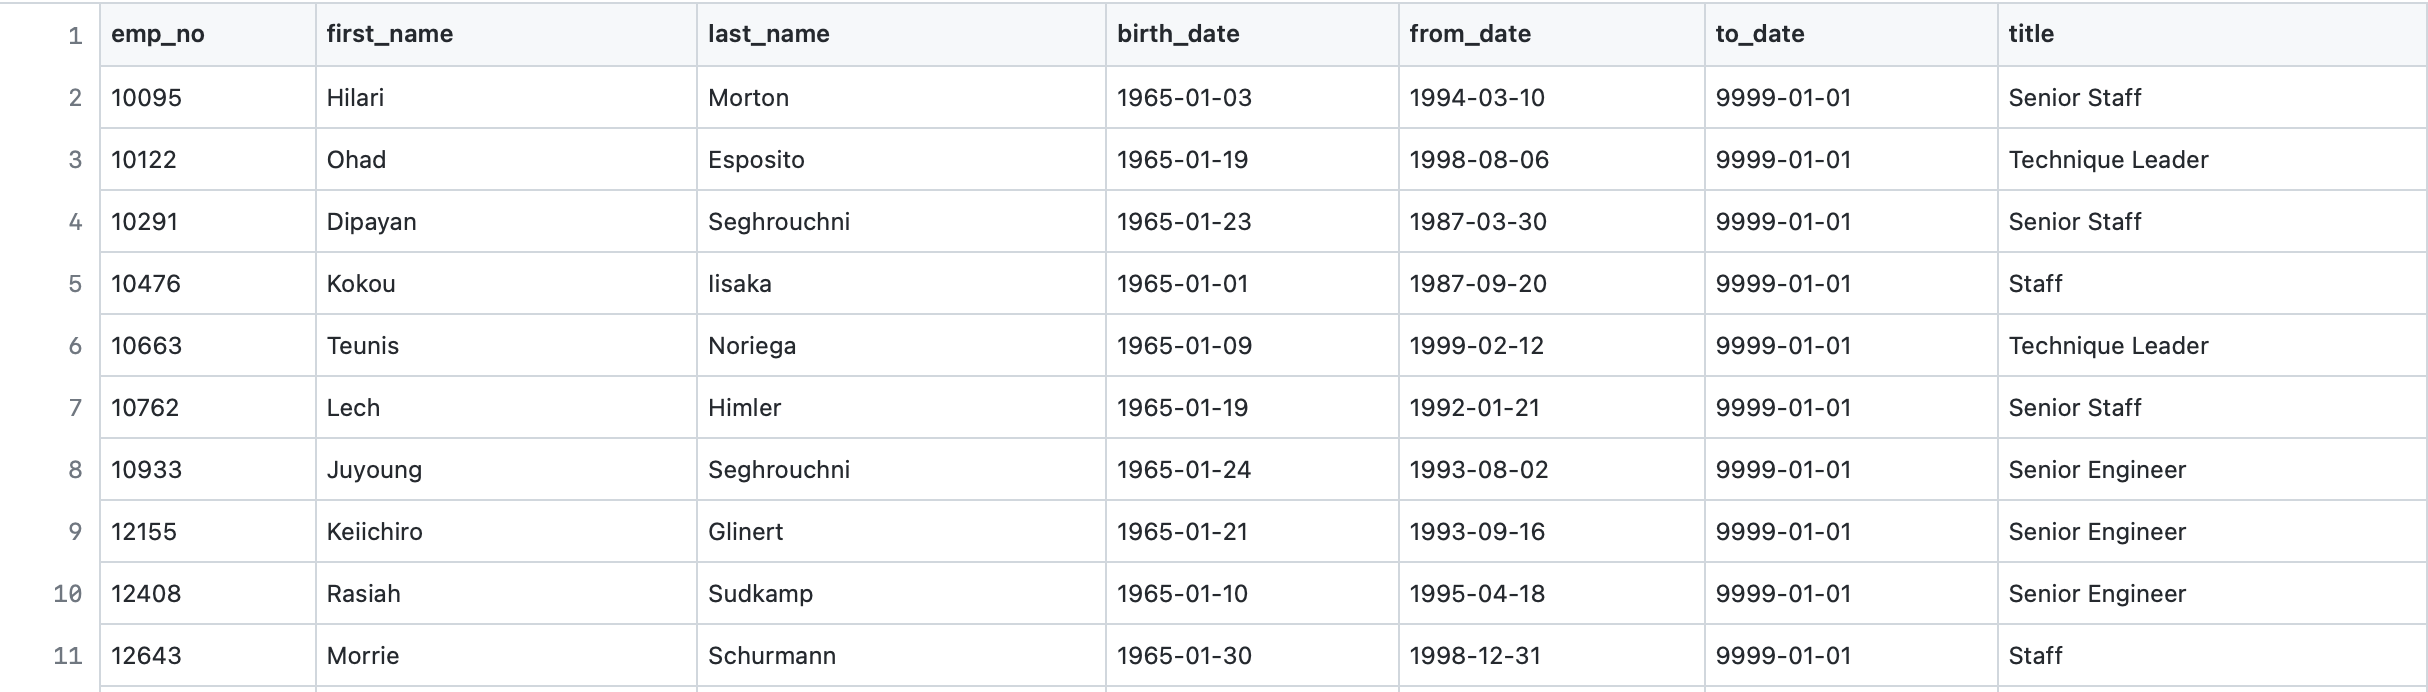 1 emp_no first_name last_name birth_date from_date to_date title
2 10095 Hilari Morton 1965-01-03 1994-03-10 9999-01-01 Senior Staff
3 10122 Ohad Esposito 1965-01-19 1998-08-06 9999-01-01 Technique Leader
4 10291 Dipayan Seghrouchni 1965-01-23 1987-03-30 9999-01-01 Senior Staff
5 10476 Kokou Iisaka 1965-01-01 1987-09-20 9999-01-01 Staff
6 10663 Teunis Noriega 1965-01-09 1999-02-12 9999-01-01 Technique Leader
7 10762 Lech Himler 1965-01-19 1992-01-21 9999-01-01 Senior Staff
8 10933 Juyoung Seghrouchni 1965-01-24 1993-08-02 9999-01-01 Senior Engineer
9 12155 Keiichiro Glinert 1965-01-21 1993-09-16 9999-01-01 Senior Engineer
10 12408 Rasiah Sudkamp 1965-01-10 1995-04-18 9999-01-01 Senior Engineer
11 12643 Morrie Schurmann 1965-01-30 1998-12-31 9999-01-01 Staff